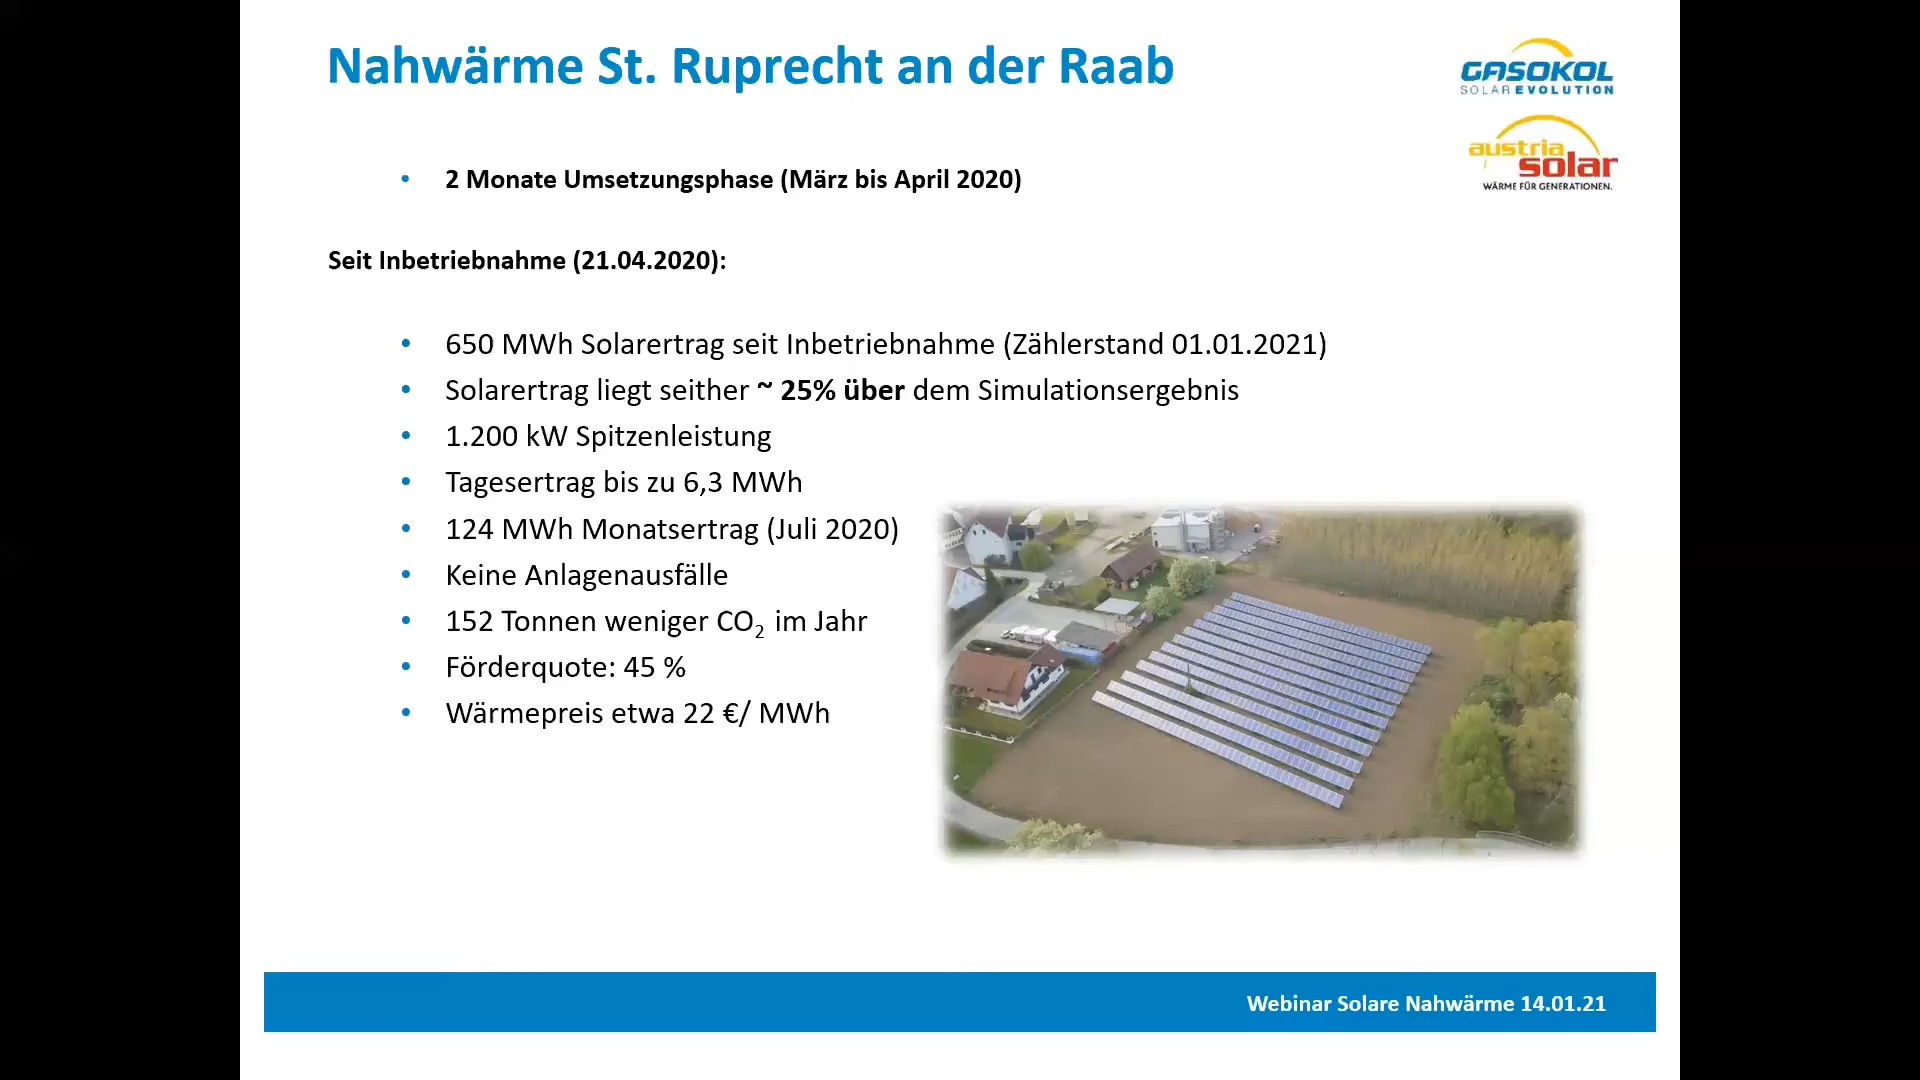 Nahwärme St. Ruprecht an der Raab
GASOKOL
SOLAREVOLUTION
austria
solar
WÄRME FÜR GENERATIONEN.
• 2 Monate Umsetzungsphase (März bis April 2020)
Seit Inbetriebnahme (21.04.2020):
• 650 MWh Solarertrag seit Inbetriebnahme (Zählerstand 01.01.2021)
• Solarertrag liegt seither ~ 25% über dem Simulationsergebnis
• 1.200 kW Spitzenleistung
• Tagesertrag bis zu 6,3 MWh
• 124 MWh Monatsertrag (Juli 2020)
• Keine Anlagenausfälle
• 152 Tonnen weniger CO₂ im Jahr
• Förderquote: 45 %
• Wärmepreis etwa 22 €/ MWh
Webinar Solare Nahwärme 14.01.21